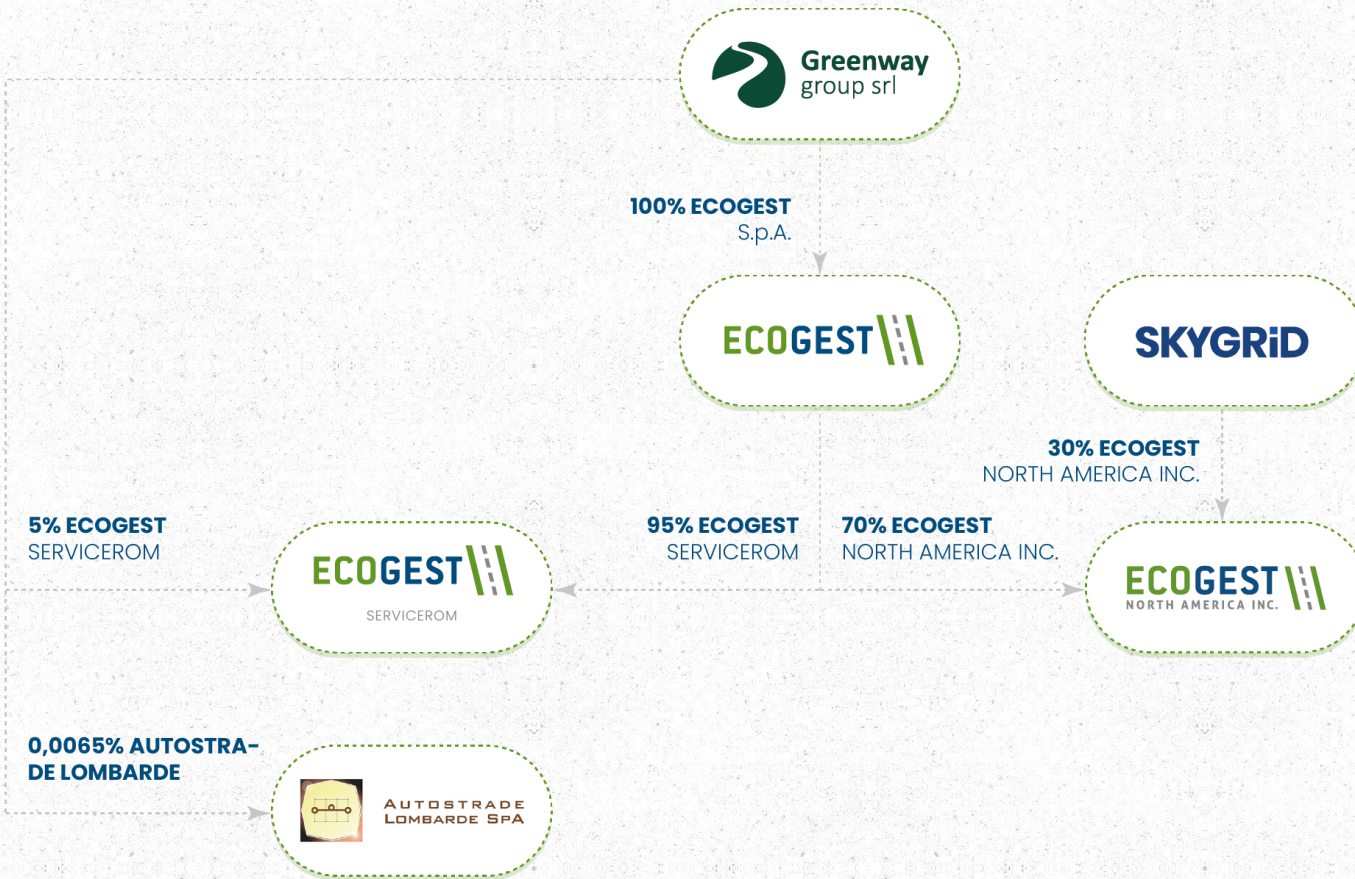 Greenway
group srl
100% ECOGEST
S.p.A.
ECOGEST
SKYGRiD
30% ECOGEST
NORTH AMERICA INC.
5% ECOGEST
SERVICEROM
ECOGEST
SERVICEROM
95% ECOGEST
SERVICEROM
70% ECOGEST
NORTH AMERICA INC.
ECOGEST
NORTH AMERICA INC.
0,0065% AUTOSTRA-
DE LOMBARDE
AUTOSTRADE
LOMBARDE SPA